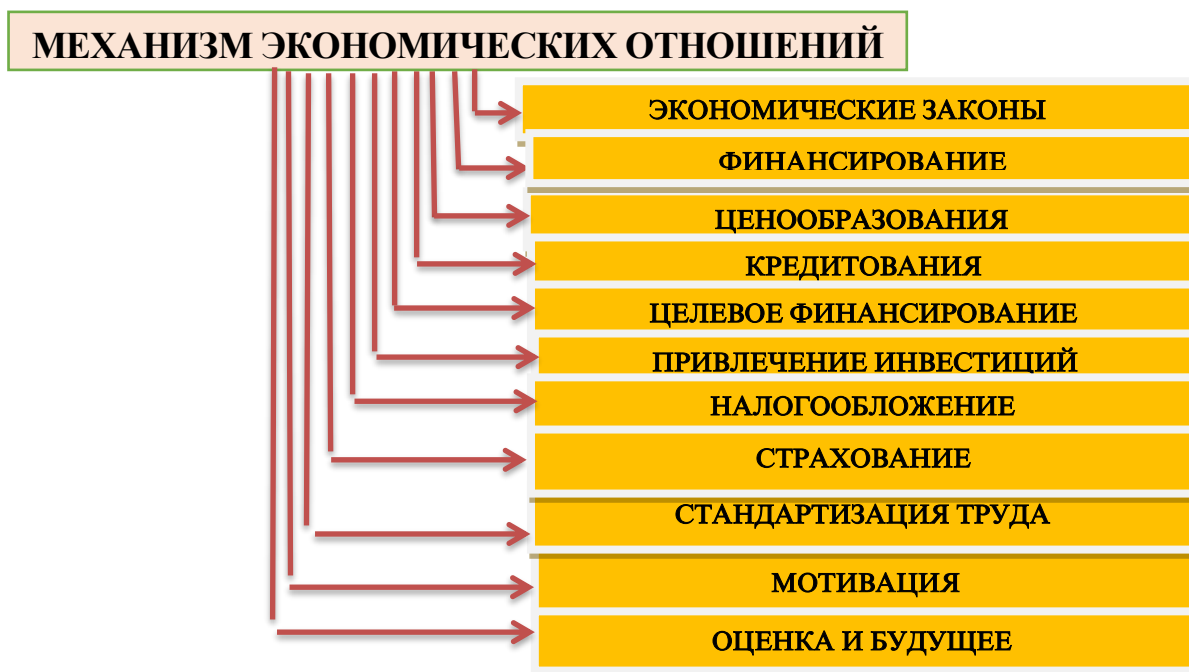 МЕХАНИЗМ ЭКОНОМИЧЕСКИХ ОТНОШЕНИЙ
ЭКОНОМИЧЕСКИЕ ЗАКОНЫ
ФИНАНСИРОВАНИЕ
ЦЕНООБРАЗОВАНИЯ
КРЕДИТОВАНИЯ
ЦЕЛЕВОЕ ФИНАНСИРОВАНИЕ
ПРИВЛЕЧЕНИЕ ИНВЕСТИЦИЙ
НАЛОГООБЛОЖЕНИЕ
СТРАХОВАНИЕ
СТАНДАРТИЗАЦИЯ ТРУДА
МОТИВАЦИЯ
ОЦЕНКА И БУДУЩЕЕ